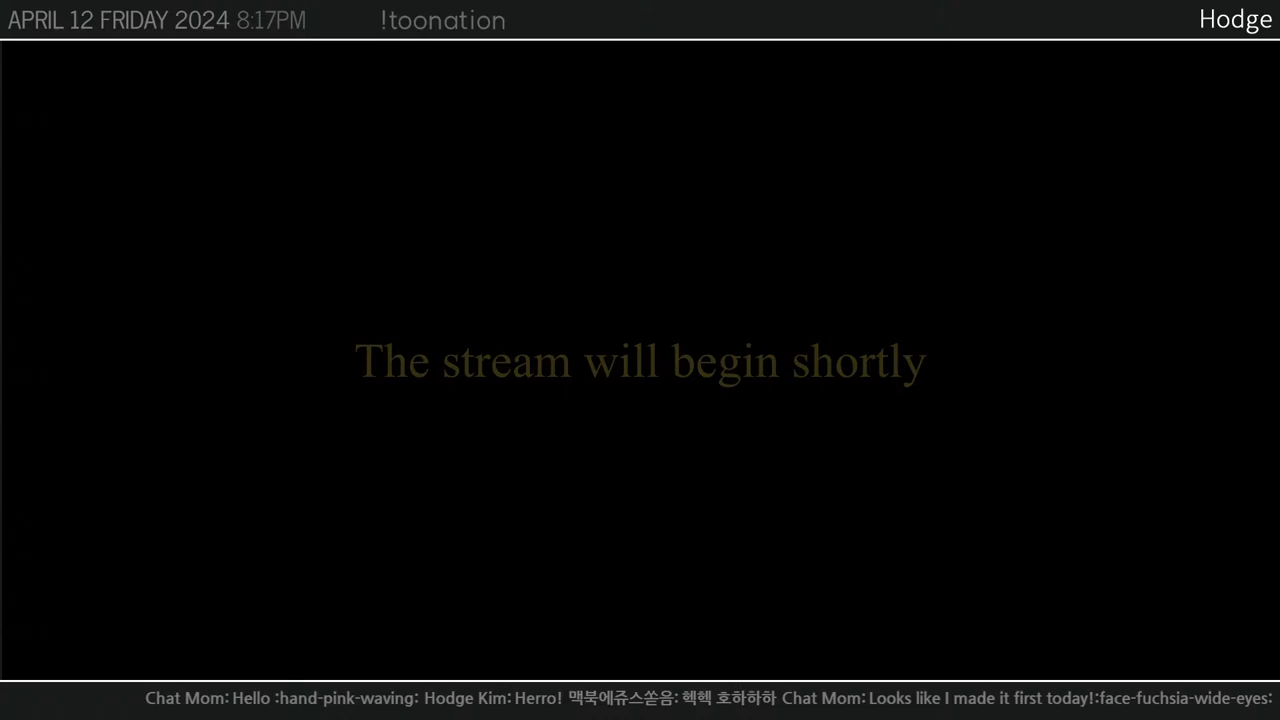 APRIL 12 FRIDAY 2024 8:17PM !toonation Hodge
The stream will begin shortly
Chat Mom: Hello :hand-pink-waving: Hodge Kim: Herro! 맥북에쥬스쏟음: 헥헥 호하하하 Chat Mom: Looks like I made it first today!:face-fuchsia-wide-eyes: